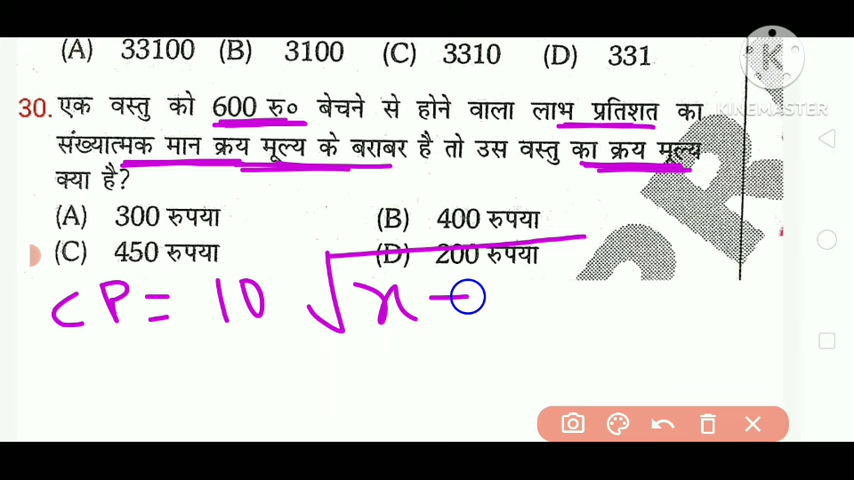 (A) 33100 (B) 3100 (C) 3310 (D) 331
30. एक वस्तु को 600 रु० बेचने से होने वाला लाभ प्रतिशत का
संख्यात्मक मान क्रय मूल्य के बराबर है तो उस वस्तु का क्रय मूल्य
क्या है?
(A) 300 रुपया (B) 400 रुपया
(C) 450 रुपया (D) 200 रुपया
CP = 10 √x -
K
KINEMASTER